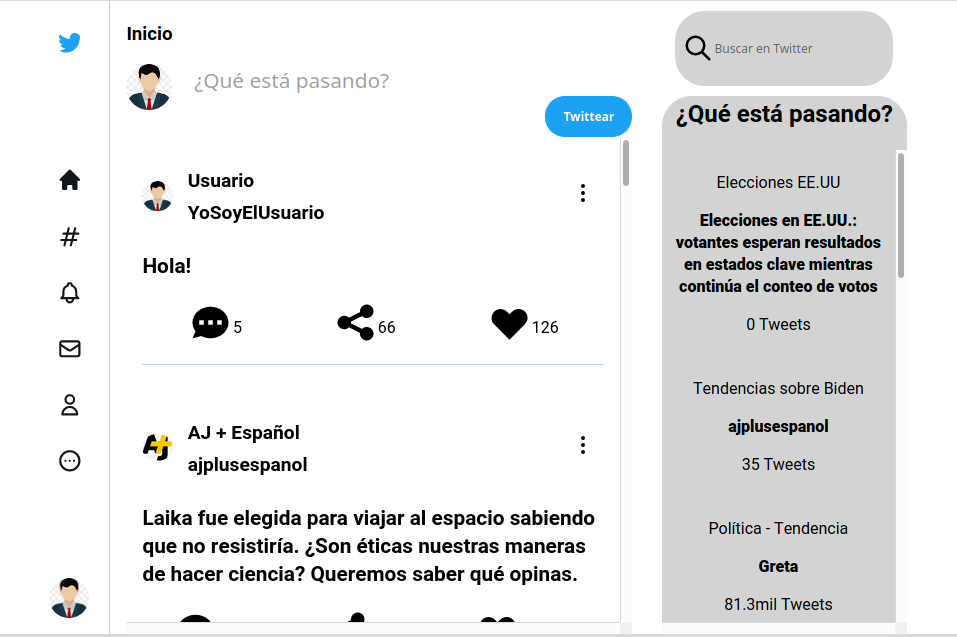 Inicio
¿Qué está pasando?
Twittear
Usuario
YoSoyElUsuario
Hola!
5
66
126
AJ + Español
ajplusespanol
Laika fue elegida para viajar al espacio sabiendo
que no resistiría. ¿Son éticas nuestras maneras
de hacer ciencia? Queremos saber qué opinas.
Buscar en Twitter
¿Qué está pasando?
Elecciones EE.UU
Elecciones en EE.UU.:
votantes esperan resultados
en estados clave mientras
continúa el conteo de votos
0 Tweets
Tendencias sobre Biden
ajplusespanol
35 Tweets
Política - Tendencia
Greta
81.3mil Tweets